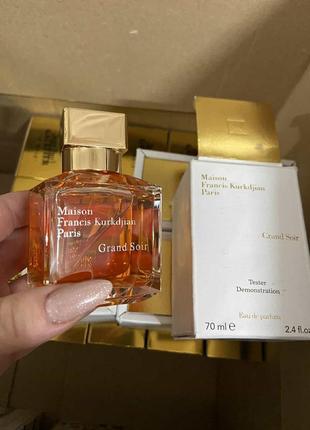 Maison
Francis Kurkdjian
Paris
Grand Soir
Maison
Francis Kurkdjian
Paris
Grand Soir
Tester
Demonstration
Eau de parfum
70 ml e
2.4 fl.oz